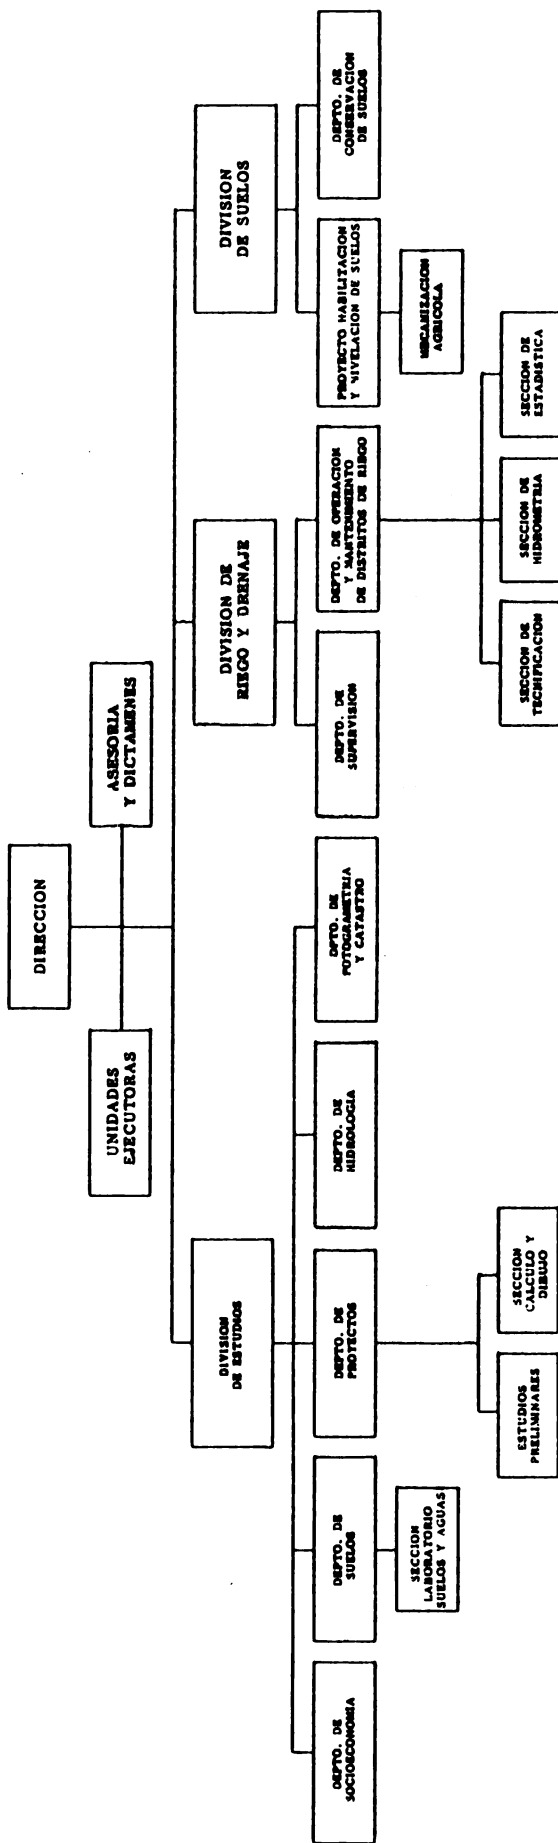 DIRECCION
UNIDADES
EJECUTORAS
ASESORIA
Y DICTAMENES
DIVISION
DE ESTUDIOS
DIVISION DE
RIEGO Y DRENAJE
DIVISION
DE SUELOS
DEPTO. DE
SOCIOECONOMIA
DEPTO. DE
SUELOS
DEPTO. DE
PROYECTOS
DEPTO. DE
HIDROLOGIA
DPTO. DE
FOTOGRAMETRIA
Y CATASTRO
DEPTO. DE
SUPERVISION
DEPTO. DE OPERACION
Y MANTENIMIENTO
DE DISTRITOS DE RIEGO
PROYECTO HABILITACION
Y NIVELACION DE SUELOS
DEPTO. DE
CONSERVACION
DE SUELOS
SECCION
LABORATORIO
SUELOS Y AGUAS
MECANIZACION
AGRICOLA
ESTUDIOS
PRELIMINARES
SECCION
CALCULO Y
DIBUJO
SECCION DE
TECNIFICACION
SECCION DE
HIDROMETRIA
SECCION DE
ESTADISTICA